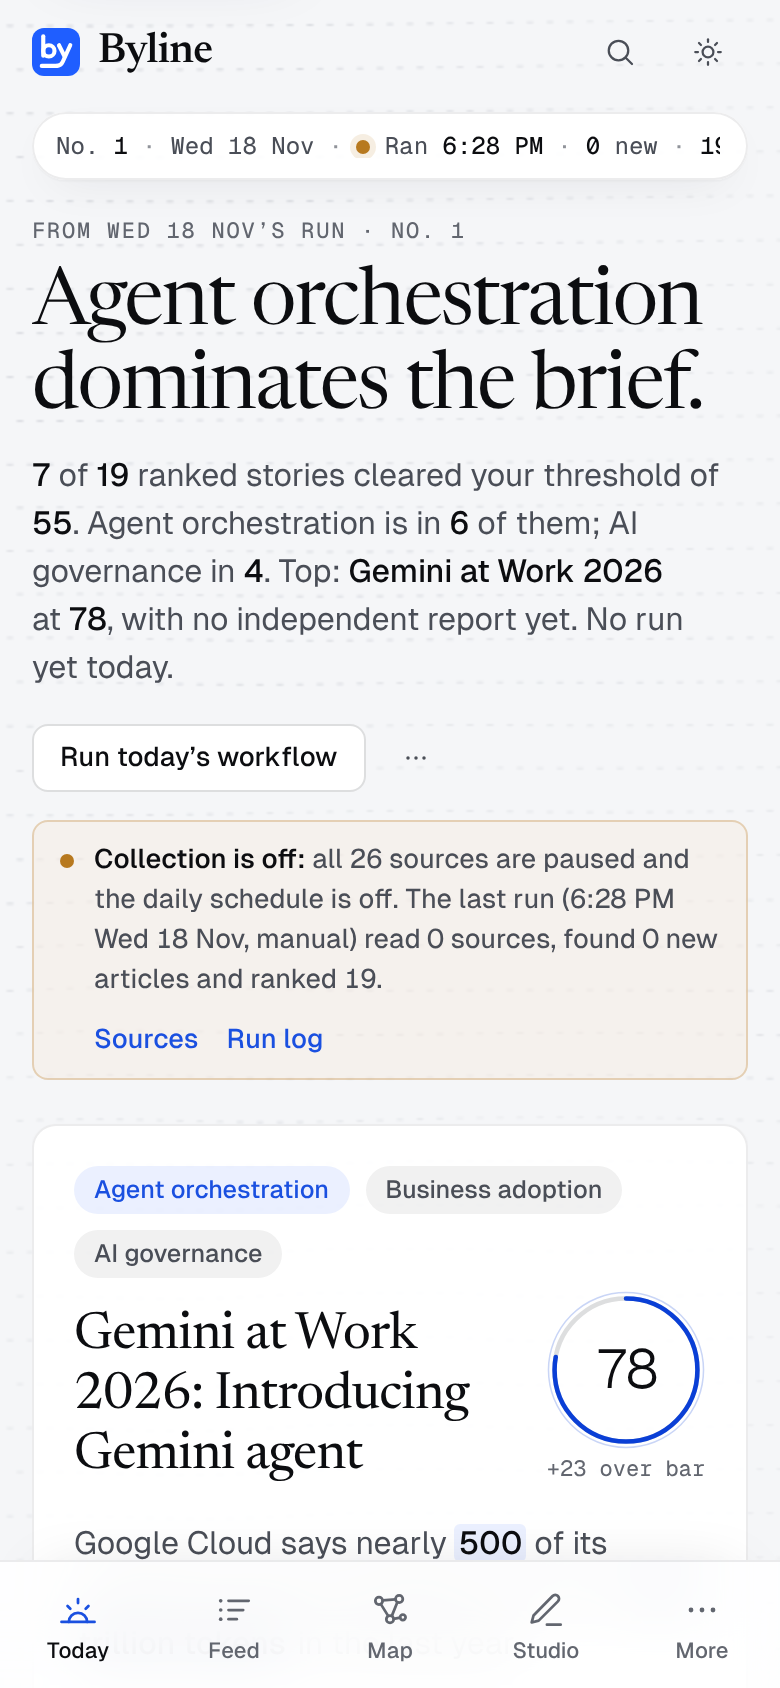 by Byline
No. 1 · Wed 18 Nov · Ran 6:28 PM · 0 new · 19
FROM WED 18 NOV’S RUN · NO. 1
Agent orchestration
dominates the brief.
7 of 19 ranked stories cleared your threshold of
55. Agent orchestration is in 6 of them; AI
governance in 4. Top: Gemini at Work 2026
at 78, with no independent report yet. No run
yet today.
Run today’s workflow ···
Collection is off: all 26 sources are paused and
the daily schedule is off. The last run (6:28 PM
Wed 18 Nov, manual) read 0 sources, found 0 new
articles and ranked 19.
Sources Run log
Agent orchestration Business adoption
AI governance
Gemini at Work
2026: Introducing
Gemini agent
78
+23 over bar
Google Cloud says nearly 500 of its
Today Feed Map Studio More